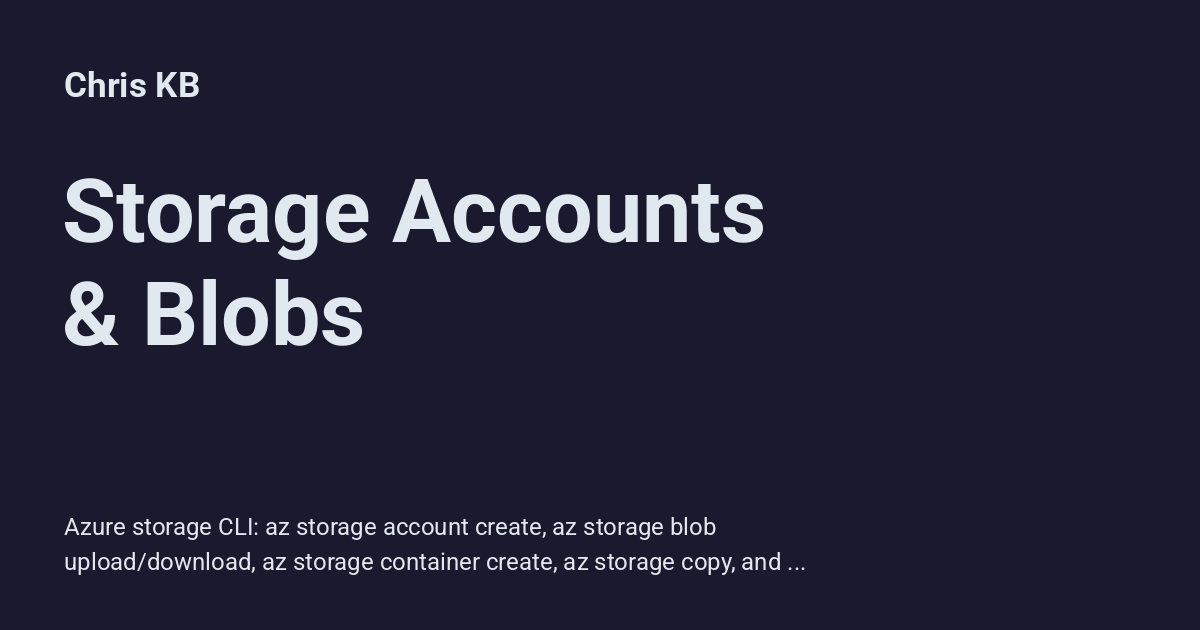 Chris KB
Storage Accounts
& Blobs
Azure storage CLI: az storage account create, az storage blob
upload/download, az storage container create, az storage copy, and ...